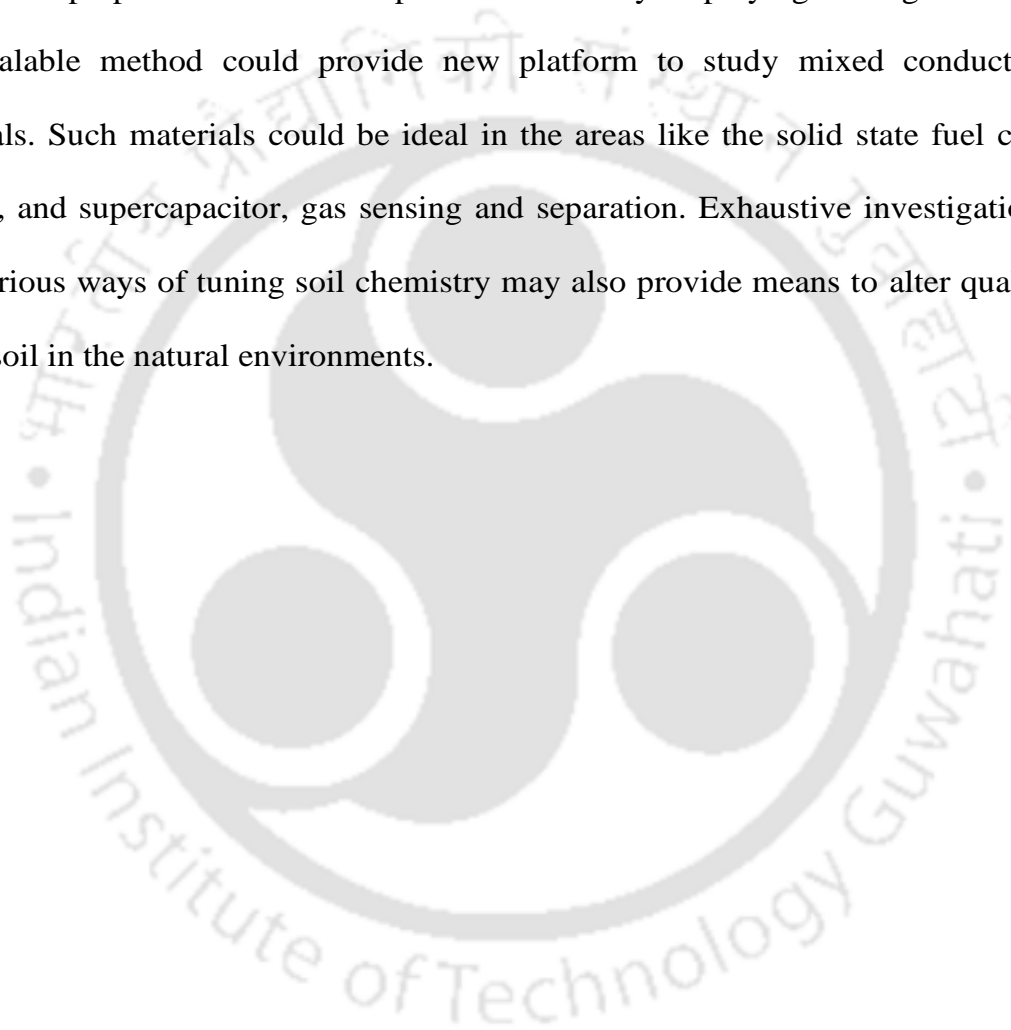 alable method could provide new platform to study mixed conduct
als. Such materials could be ideal in the areas like the solid state fuel c
, and supercapacitor, gas sensing and separation. Exhaustive investigatio
rious ways of tuning soil chemistry may also provide means to alter qua
soil in the natural environments.
• Indian Institute of Technology Guwahati •